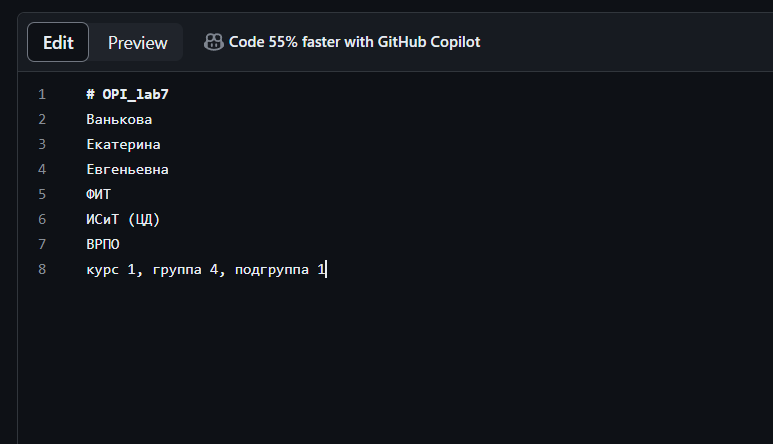 Edit Preview Code 55% faster with GitHub Copilot
1 # OPI_lab7
2 Ванькова
3 Екатерина
4 Евгеньевна
5 ФИТ
6 ИСиТ (ЦД)
7 ВРПО
8 курс 1, группа 4, подгруппа 1